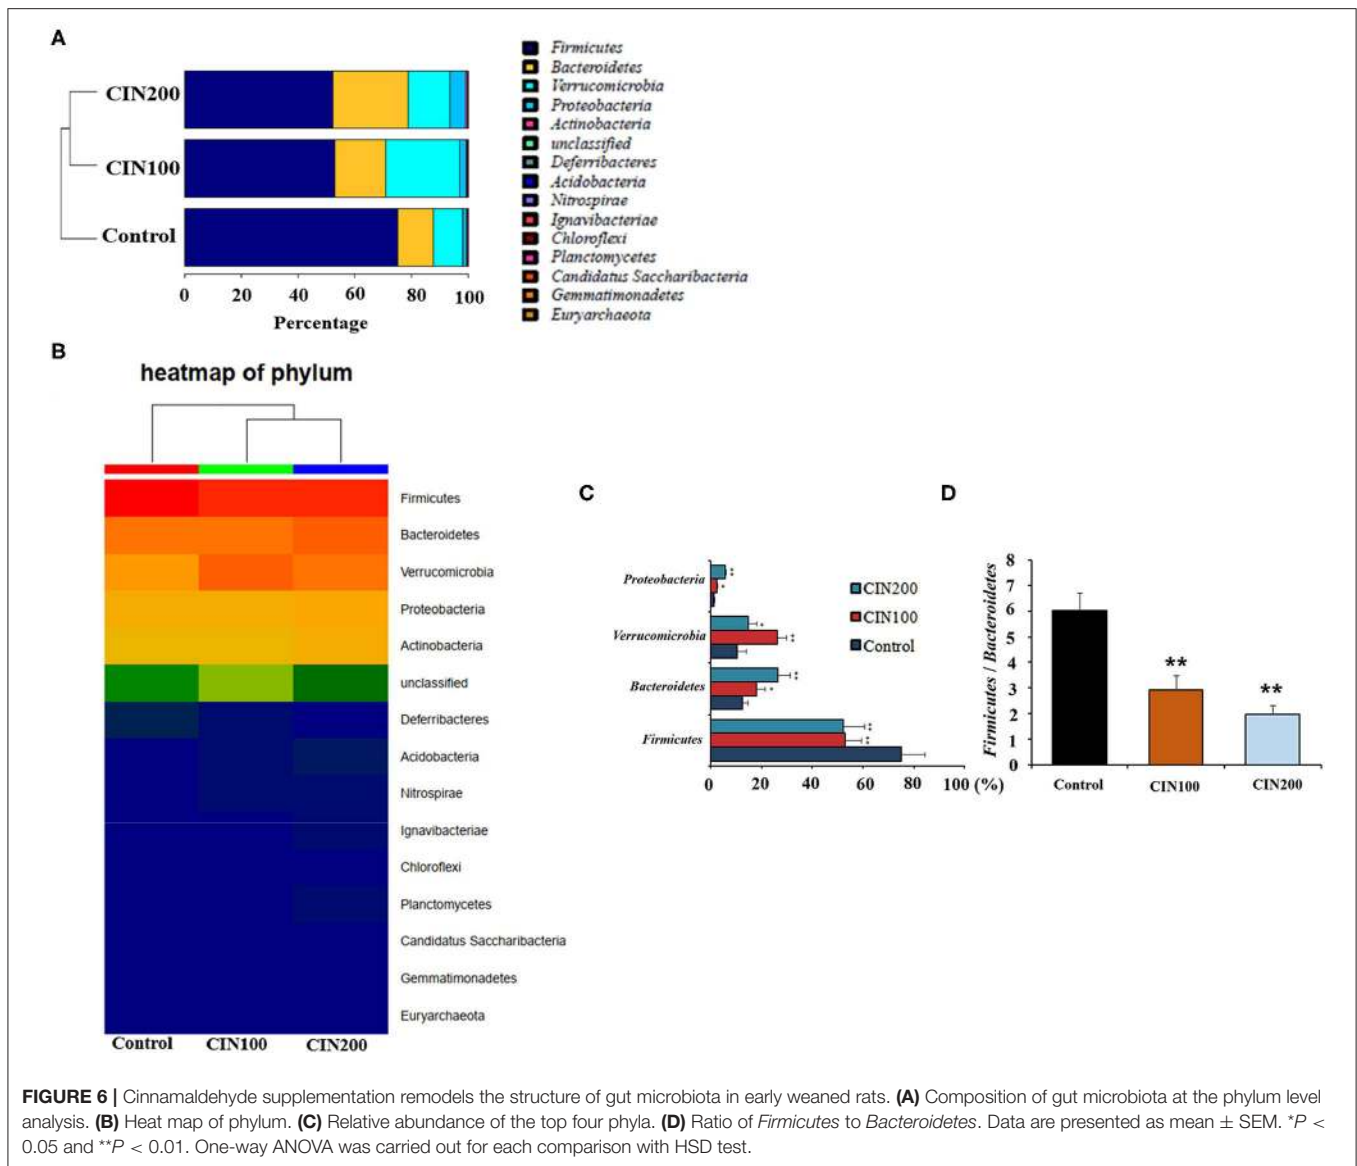 A
CIN200
CIN100
Control
0 20 40 60 80 100
Percentage
Firmicutes
Bacteroidetes
Verrucomicrobia
Proteobacteria
Actinobacteria
unclassified
Deferribacteres
Acidobacteria
Nitrospirae
Ignavibacteriae
Chloroflexi
Planctomycetes
Candidatus Saccharibacteria
Gemmatimonadetes
Euryarchaeota
B
heatmap of phylum
Firmicutes
Bacteroidetes
Verrucomicrobia
Proteobacteria
Actinobacteria
unclassified
Deferribacteres
Acidobacteria
Nitrospirae
Ignavibacteriae
Chloroflexi
Planctomycetes
Candidatus Saccharibacteria
Gemmatimonadetes
Euryarchaeota
Control CIN100 CIN200
C
Proteobacteria **
*
Verrucomicrobia *
**
Bacteroidetes **
*
Firmicutes **
**
CIN200
CIN100
Control
0 20 40 60 80 100 (%)
D
Firmicutes / Bacteroidetes
8
7
6
5
4
3
2
1
0
**
**
Control CIN100 CIN200
FIGURE 6 | Cinnamaldehyde supplementation remodels the structure of gut microbiota in early weaned rats. (A) Composition of gut microbiota at the phylum level
analysis. (B) Heat map of phylum. (C) Relative abundance of the top four phyla. (D) Ratio of Firmicutes to Bacteroidetes. Data are presented as mean ± SEM. *P <
0.05 and **P < 0.01. One-way ANOVA was carried out for each comparison with HSD test.